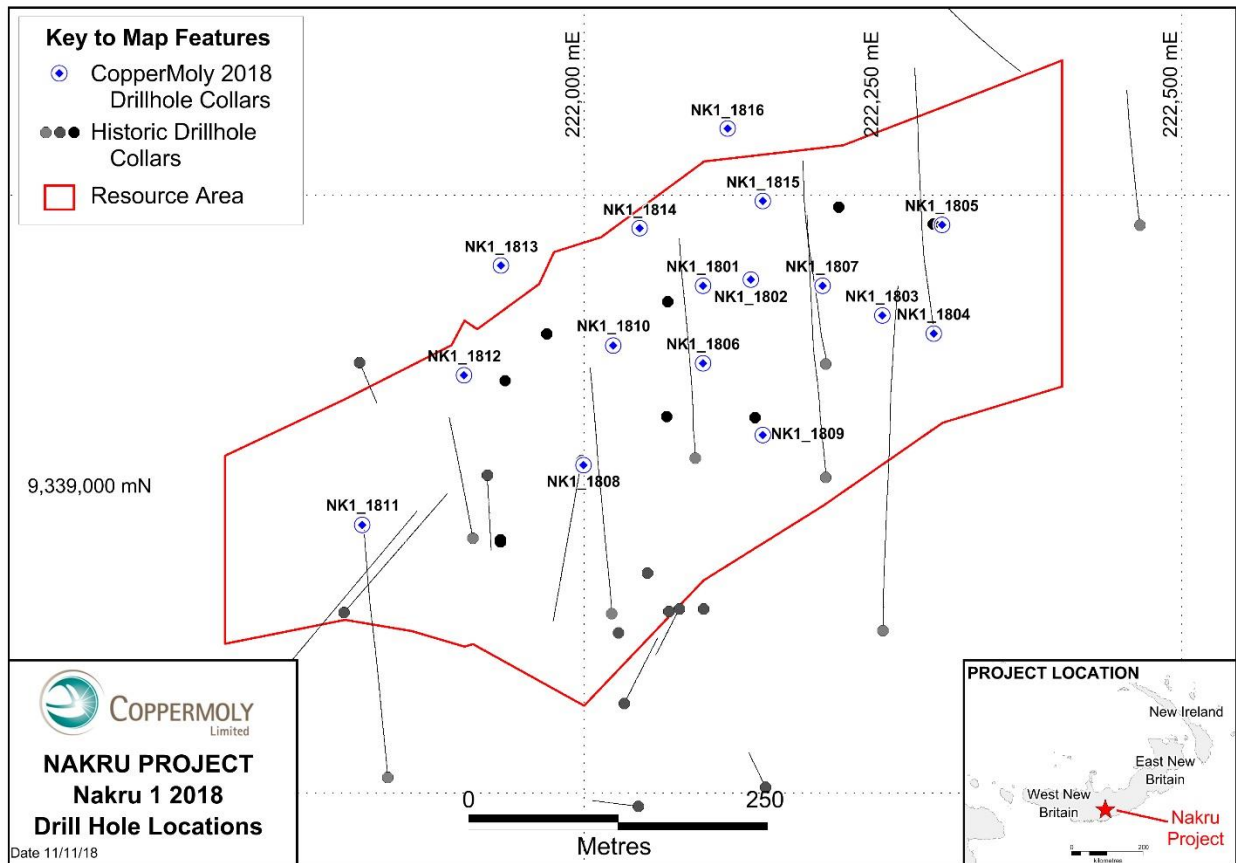 Key to Map Features
CopperMoly 2018
Drillhole Collars
Historic Drillhole
Collars
Resource Area
222,000 mE
222,250 mE
222,500 mE
NK1_1816
NK1_1815
NK1_1814
NK1_1805
NK1_1813
NK1_1801
NK1_1802
NK1_1807
NK1_1803
NK1_1804
NK1_1810
NK1_1806
NK1_1812
NK1_1809
NK1_1808
9,339,000 mN
NK1_1811
COPPERMOLY
Limited
NAKRU PROJECT
Nakru 1 2018
Drill Hole Locations
Date 11/11/18
0 250
Metres
PROJECT LOCATION
New Ireland
East New
Britain
West New
Britain
Nakru
Project
0 200
kilometres